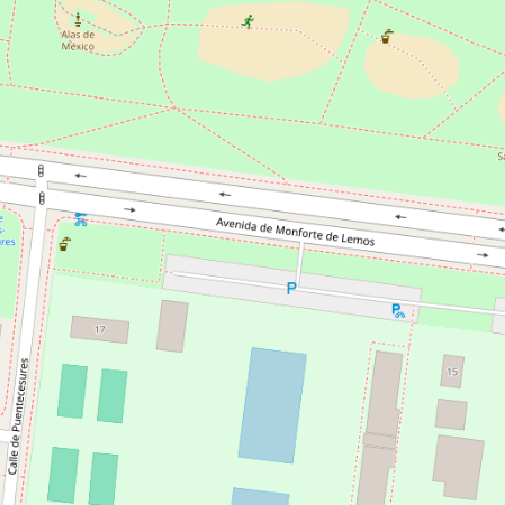 Alas de
México
Avenida de Monforte de Lemos
P
P
17
15
Calle de Puentecesures